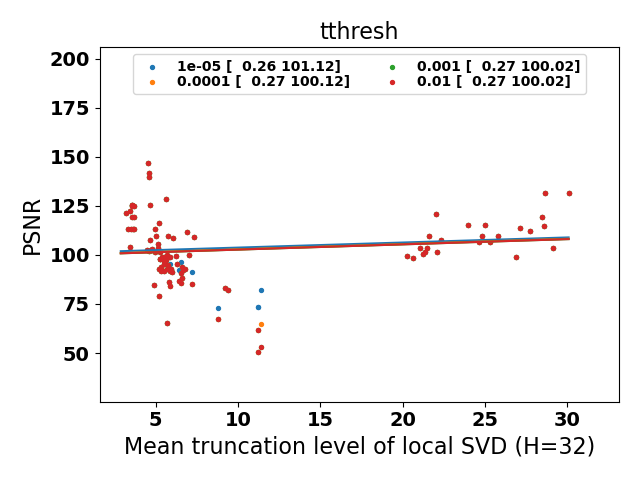 tthresh
1e-05 [  0.26 101.12]
0.0001 [  0.27 100.12]
0.001 [  0.27 100.02]
0.01 [  0.27 100.02]
200
175
150
125
100
75
50
PSNR
5 10 15 20 25 30
Mean truncation level of local SVD (H=32)